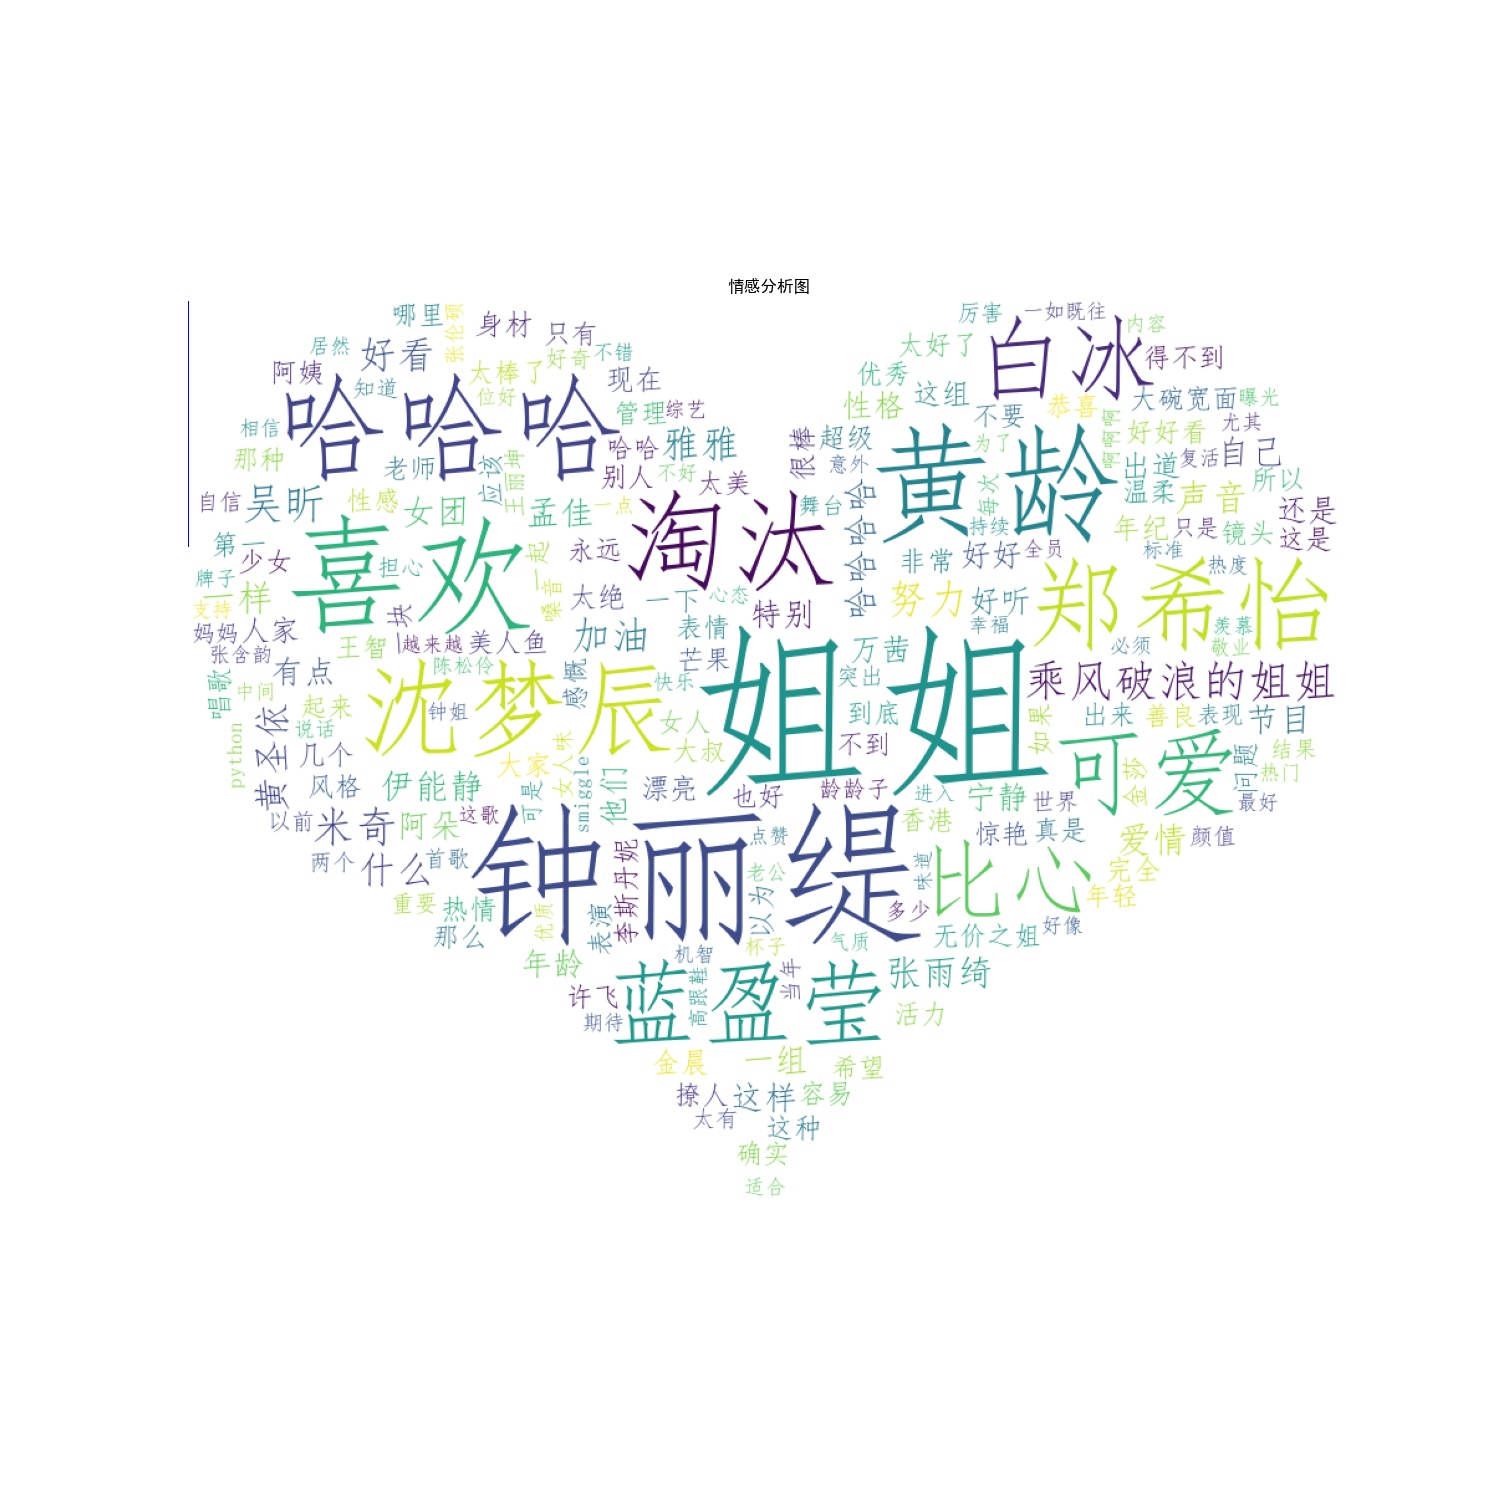 情感分析图
哪里
张伦硕
身材
只有
厉害
一如既往
内容
居然
好看
好奇
不错
太好了
白冰
得不到
阿姨
知道
太棒了
位好
现在
优秀
这组
恭喜
大碗宽面
曝光
哈哈哈
管理
综艺
性格
不要
啊啊啊
好好看
尤其
相信
那种
老师
应该
王丽坤
哈哈
雅雅
很棒
超级
黄龄
为了
出道
复活
自己
别人
不好
太美
意外
自信
吴昕
性感
女团
孟佳
一点
淘汰
舞台
哈哈哈哈
每次
温柔
声音
所以
还是
第一
少女
喜欢
一起
永远
持续
年纪
只是
镜头
这是
牌子
一样
担心
嗓音
太绝
一下
心态
非常
好好
全员
标准
热度
支持
块
特别
努力
好听
郑希怡
妈妈
人家
王智
越来越
美人鱼
加油
表情
幸福
羡慕
张含韵
有点
陈松伶
感慨
芒果
姐姐
万茜
必须
敬业
唱歌
中间
沈梦辰
快乐
突出
乘风破浪的姐姐
黄圣依
起来
说话
钟姐
女人
到底
如果
出来
善良
表现
节目
python
几个
女人味
大叔
不到
可爱
问题
结果
风格
伊能静
大家
可是
smiggle
他们
漂亮
也好
龄龄子
进入
宁静
世界
金莎
热门
最好
以前
米奇
阿朵
这歌
钟丽缇
点赞
香港
惊艳
真是
爱情
颜值
两个
什么
首歌
李斯丹妮
老公
味道
比心
完全
重要
热情
优质
表演
以为
多少
年轻
那么
机智
杯子
气质
无价之姐
好像
年龄
高跟鞋
当年
张雨绮
许飞
蓝盈莹
期待
活力
金晨
一组
希望
撩人
这样
容易
太有
这种
确实
适合